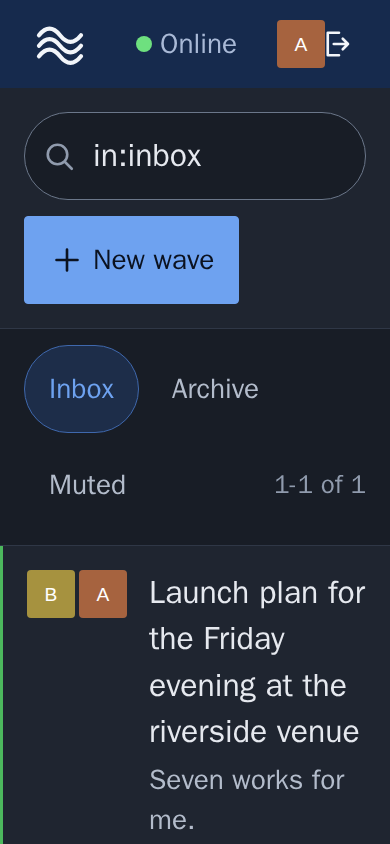 Online
A
in:inbox
New wave
Inbox
Archive
Muted
1-1 of 1
B
A
Launch plan for
the Friday
evening at the
riverside venue
Seven works for
me.